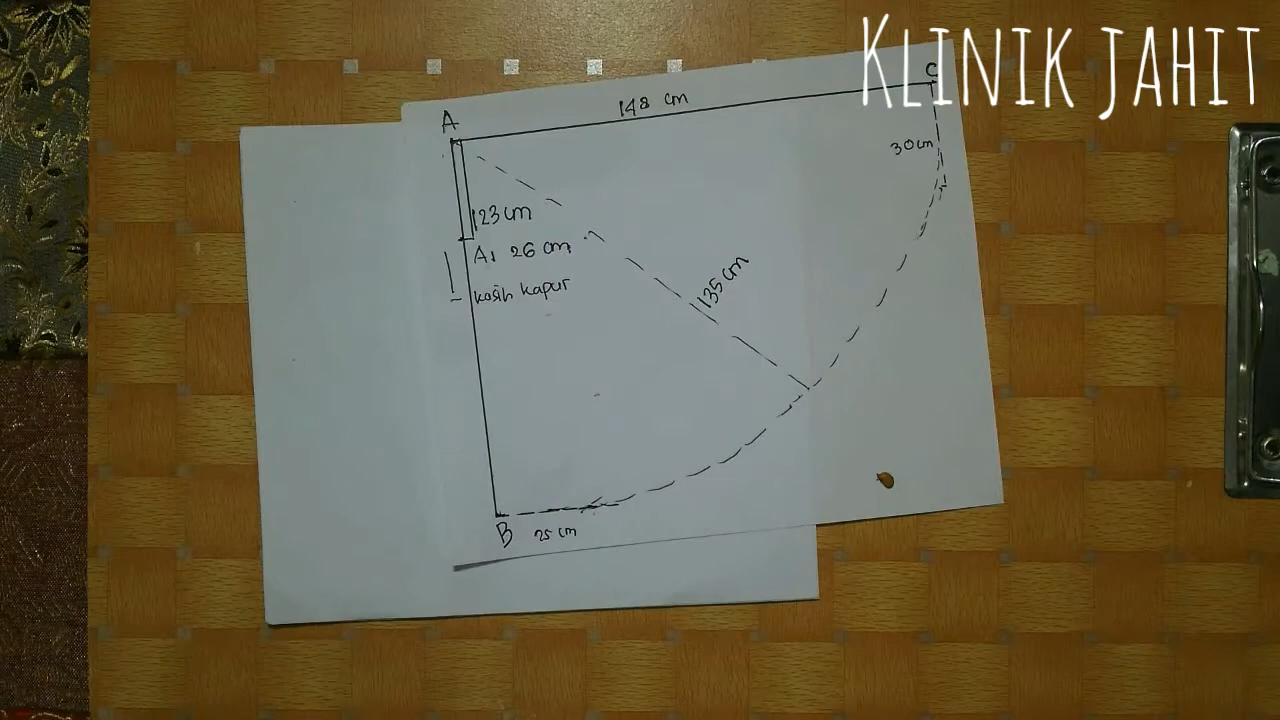 KLINIK JAHIT
C
148 cm
A
30 cm
123 cm
A1 26 cm
135 cm
kasih kapur
B 25 cm